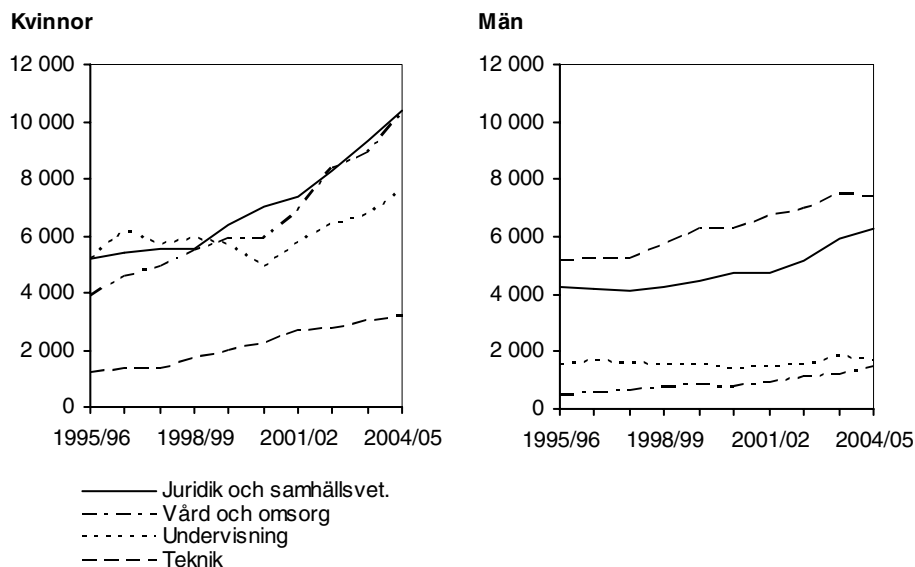 Kvinnor
12 000
10 000
8 000
6 000
4 000
2 000
0
1995/96 1998/99 2001/02 2004/05
Män
12 000
10 000
8 000
6 000
4 000
2 000
0
1995/96 1998/99 2001/02 2004/05
Juridik och samhällsvet.
Vård och omsorg
Undervisning
Teknik